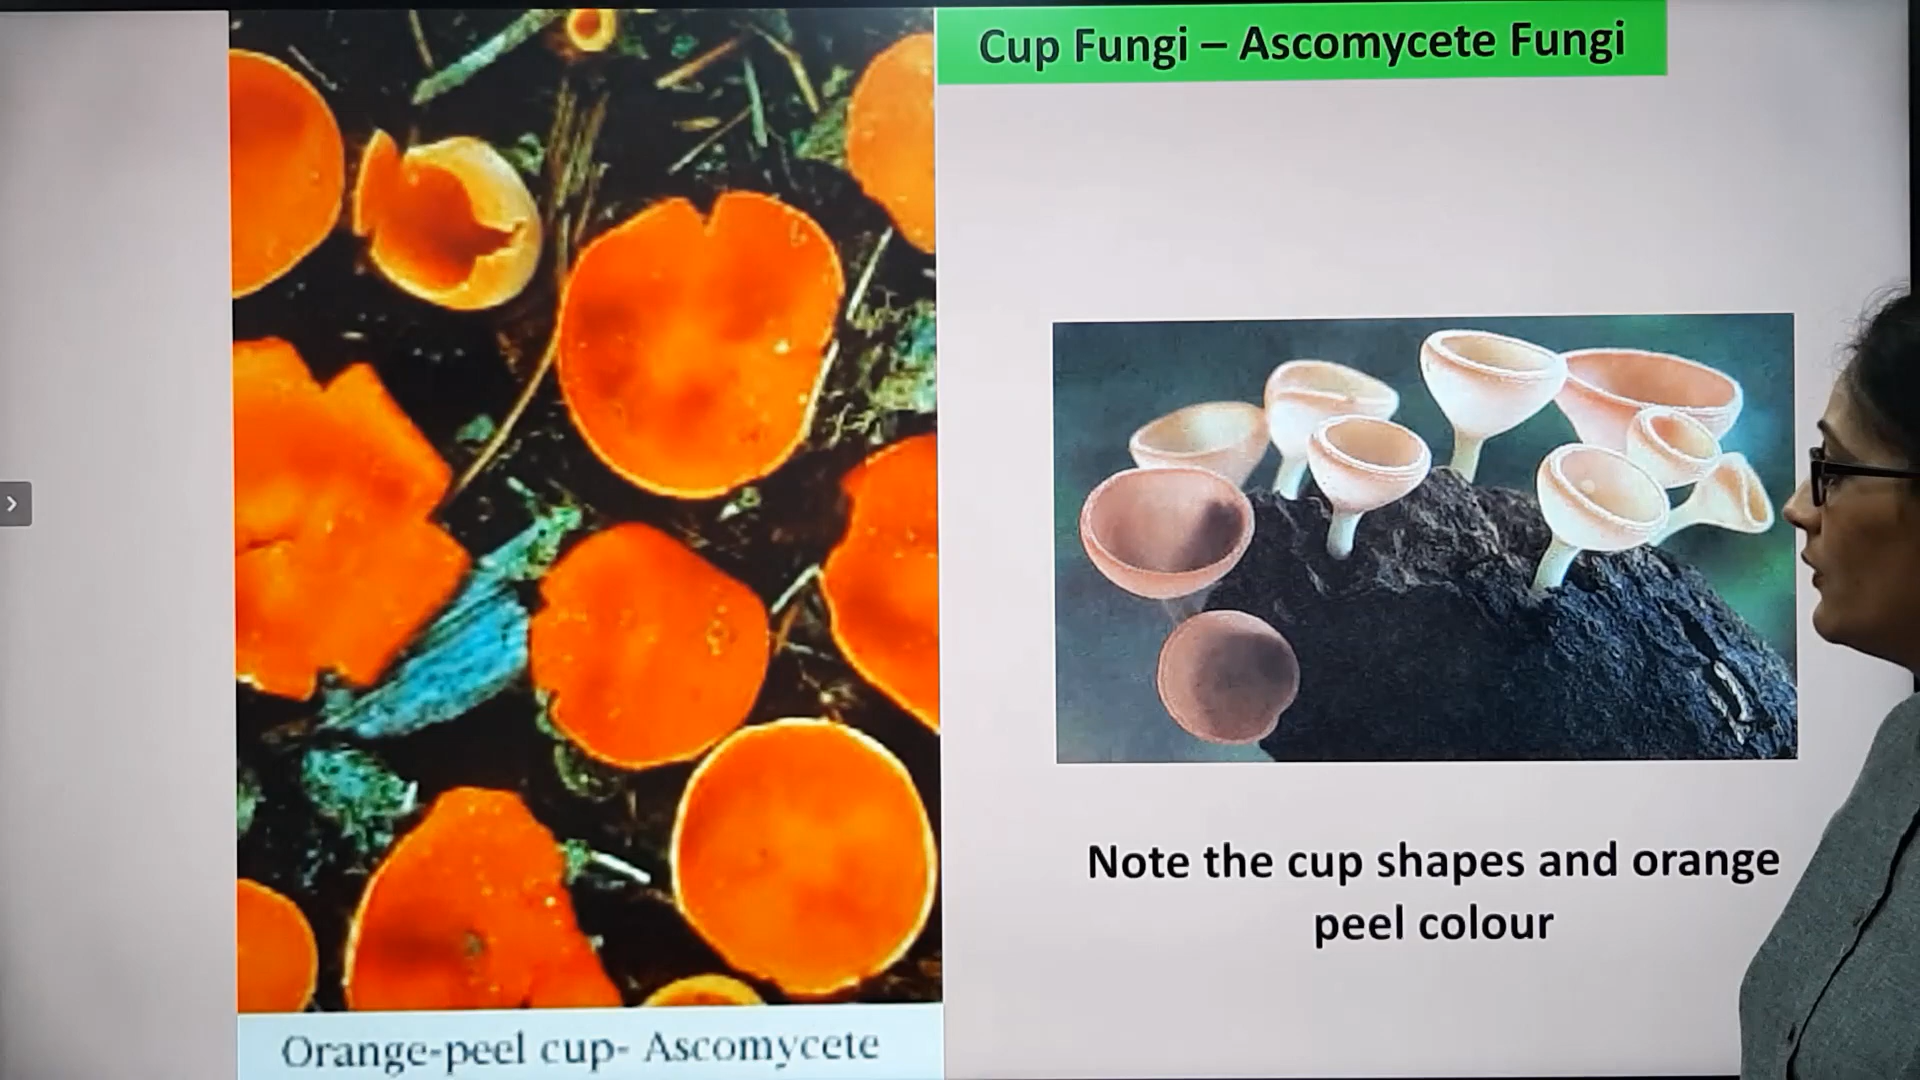 Cup Fungi – Ascomycete Fungi
Note the cup shapes and orange
peel colour
Orange-peel cup- Ascomycete